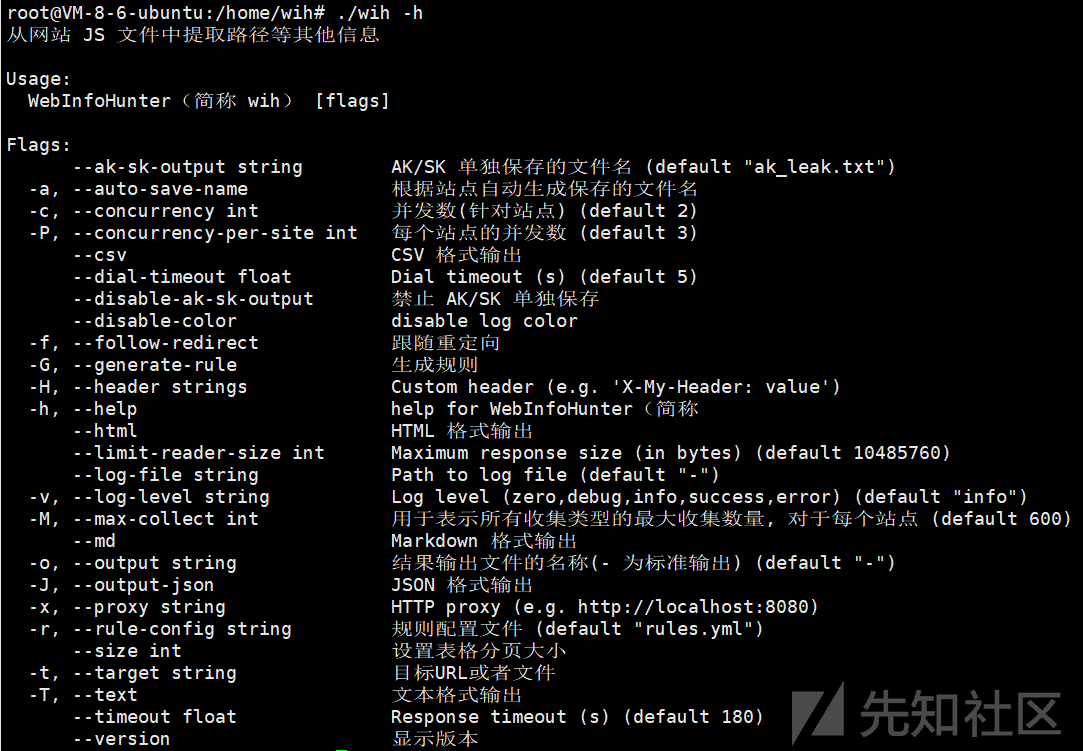 root@VM-8-6-ubuntu:/home/wih# ./wih -h
从网站 JS 文件中提取路径等其他信息
Usage:
WebInfoHunter（简称 wih） [flags]
Flags:
--ak-sk-output string AK/SK 单独保存的文件名 (default "ak_leak.txt")
-a, --auto-save-name 根据站点自动生成保存的文件名
-c, --concurrency int 并发数(针对站点) (default 2)
-P, --concurrency-per-site int 每个站点的并发数 (default 3)
--csv CSV 格式输出
--dial-timeout float Dial timeout (s) (default 5)
--disable-ak-sk-output 禁止 AK/SK 单独保存
--disable-color disable log color
-f, --follow-redirect 跟随重定向
-G, --generate-rule 生成规则
-H, --header strings Custom header (e.g. 'X-My-Header: value')
-h, --help help for WebInfoHunter（简称
--html HTML 格式输出
--limit-reader-size int Maximum response size (in bytes) (default 10485760)
--log-file string Path to log file (default "-")
-v, --log-level string Log level (zero,debug,info,success,error) (default "info")
-M, --max-collect int 用于表示所有收集类型的最大收集数量, 对于每个站点 (default 600)
--md Markdown 格式输出
-o, --output string 结果输出文件的名称(- 为标准输出) (default "-")
-J, --output-json JSON 格式输出
-x, --proxy string HTTP proxy (e.g. http://localhost:8080)
-r, --rule-config string 规则配置文件 (default "rules.yml")
--size int 设置表格分页大小
-t, --target string 目标URL或者文件
-T, --text 文本格式输出
--timeout float Response timeout (s) (default 180)
--version 显示版本
先知社区